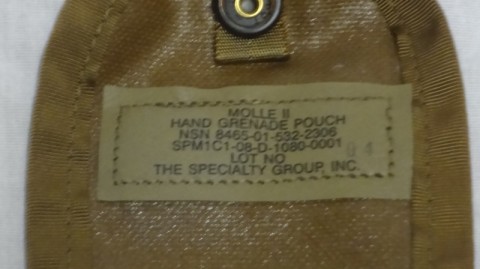 MOLLE II
HAND GRENADE POUCH
NSN 8465-01-532-2306
SPM1C1-08-D-1080-0001
LOT NO 04
THE SPECIALTY GROUP, INC.